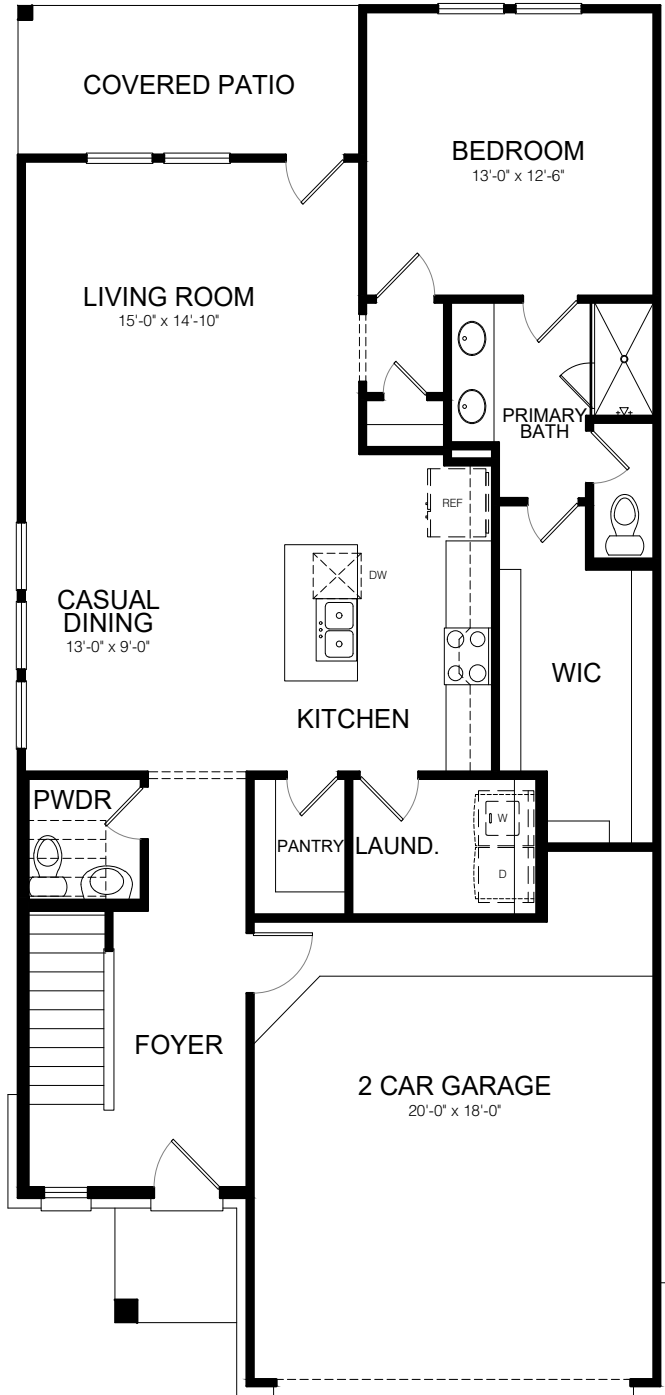 COVERED PATIO
BEDROOM
13'-0" x 12'-6"
LIVING ROOM
15'-0" x 14'-10"
PRIMARY
BATH
REF
DW
CASUAL
DINING
13'-0" x 9'-0"
WIC
KITCHEN
PWDR
PANTRY
LAUND.
W
D
FOYER
2 CAR GARAGE
20'-0" x 18'-0"